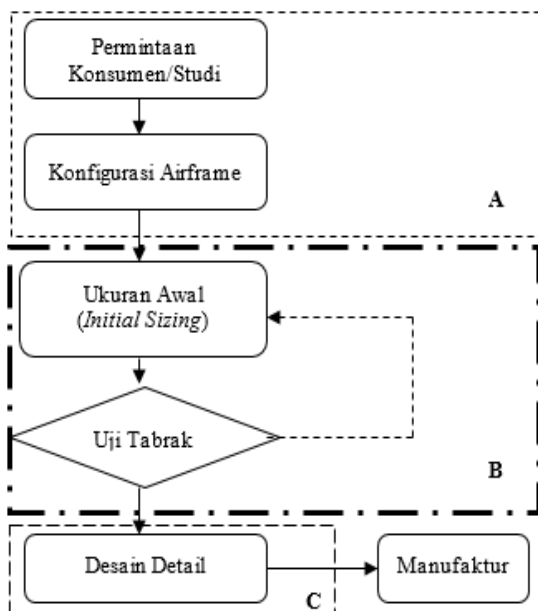 Permintaan
Konsumen/Studi
Konfigurasi Airframe
A
Ukuran Awal
(Initial Sizing)
Uji Tabrak
B
Desain Detail
C
Manufaktur